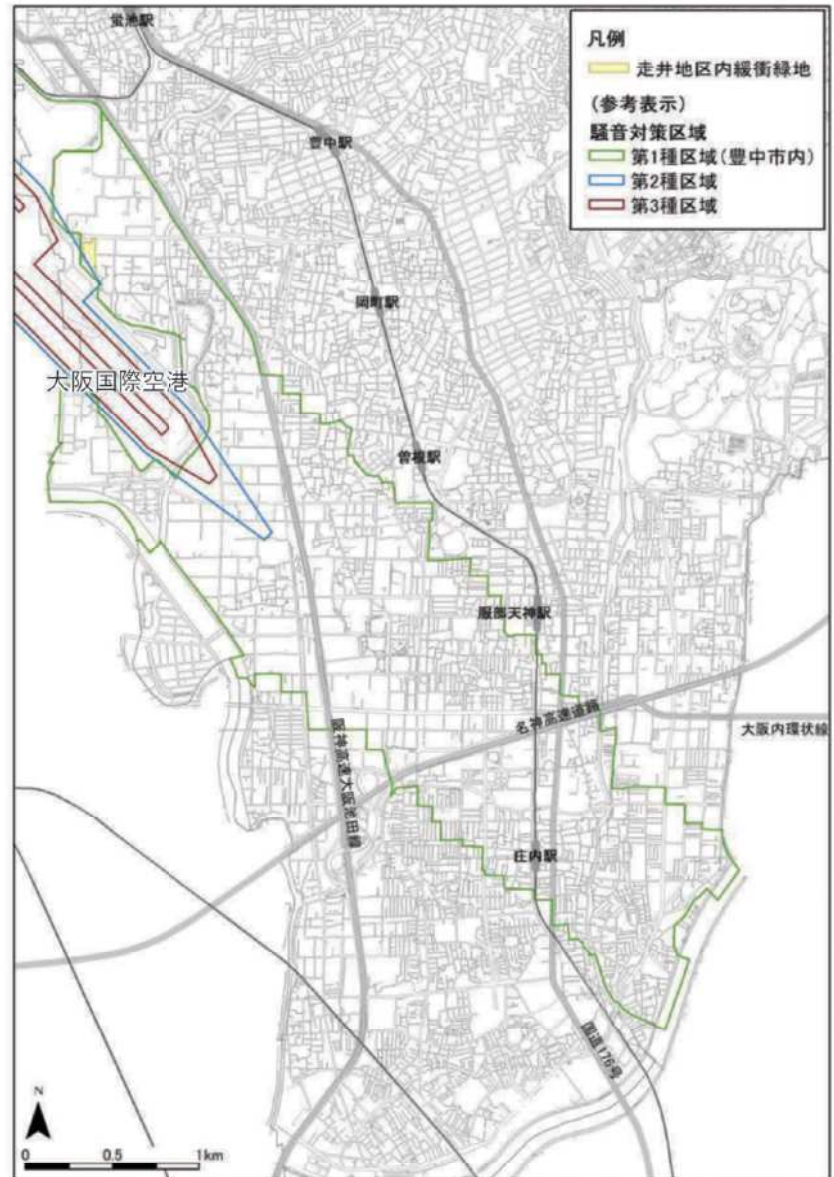 蛍池駅
凡例
走井地区内緩衝緑地
(参考表示)
騒音対策区域
第1種区域(豊中市内)
第2種区域
第3種区域
豊中駅
岡町駅
大阪国際空港
曽根駅
服部天神駅
名神高速道路
大阪内環状線
阪神高速大阪池田線
庄内駅
国道176号
N
0 0.5 1km